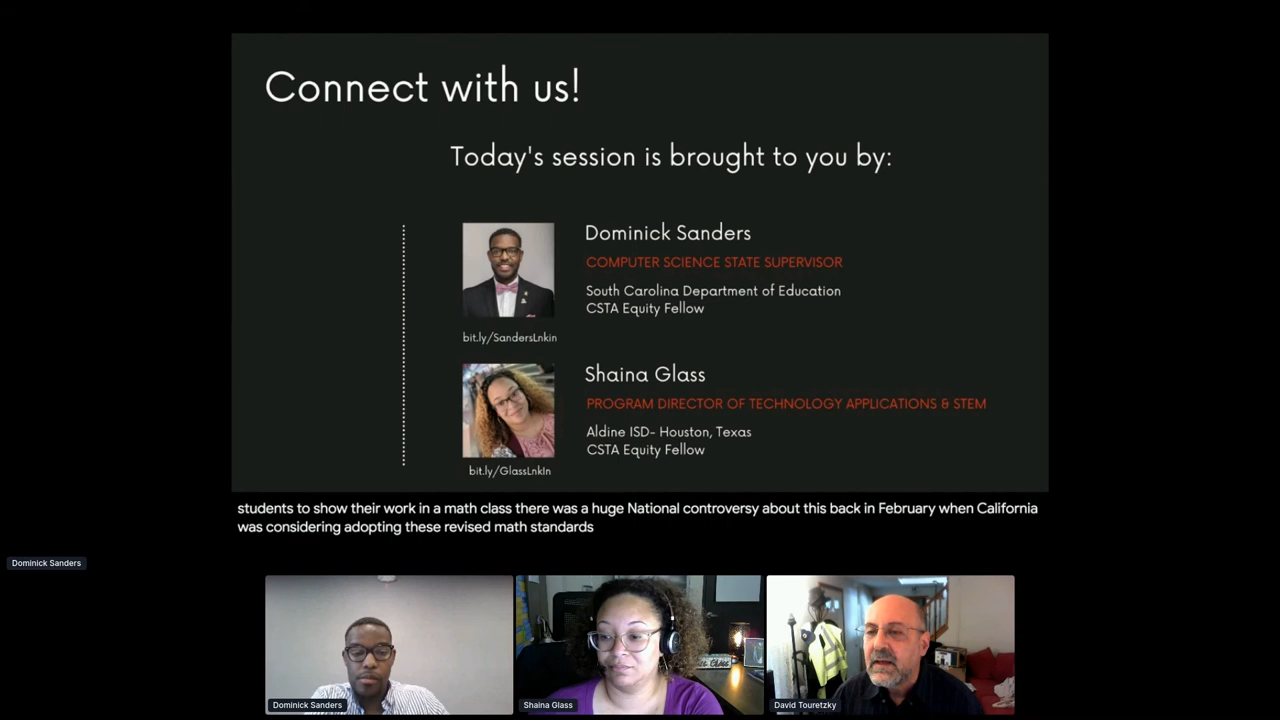 Connect with us!
Today's session is brought to you by:
Dominick Sanders
COMPUTER SCIENCE STATE SUPERVISOR
South Carolina Department of Education
CSTA Equity Fellow
bit.ly/SandersLnkin
Shaina Glass
PROGRAM DIRECTOR OF TECHNOLOGY APPLICATIONS & STEM
Aldine ISD- Houston, Texas
CSTA Equity Fellow
bit.ly/GlassLnkIn
students to show their work in a math class there was a huge National controversy about this back in February when California
was considering adopting these revised math standards
Dominick Sanders
Dominick Sanders
Shaina Glass
David Touretzky